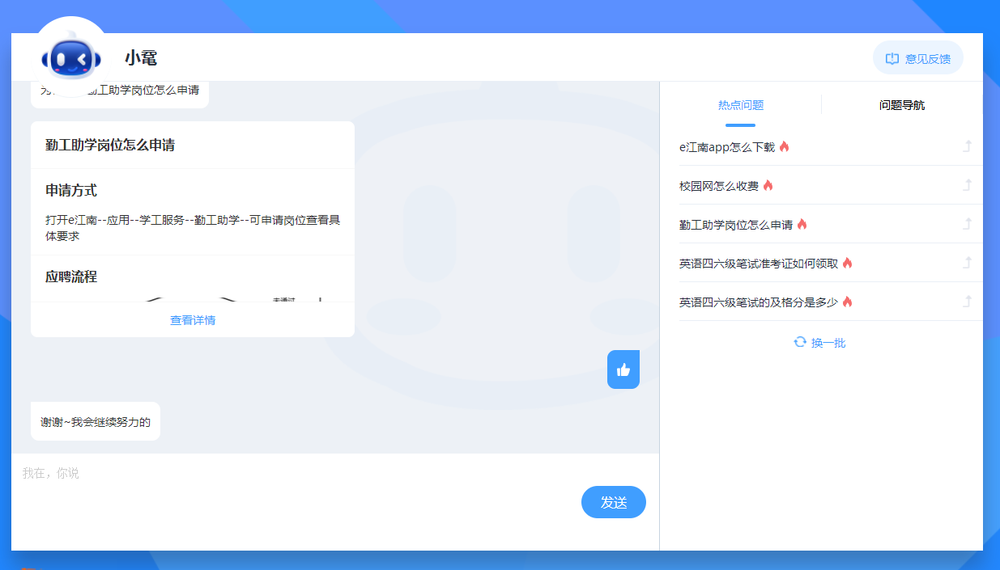 小鼋
意见反馈
勤工助学岗位怎么申请
勤工助学岗位怎么申请
申请方式
打开e江南--应用--学工服务--勤工助学--可申请岗位查看具
体要求
应聘流程
未通过
查看详情
谢谢~我会继续努力的
我在，你说
发送
热点问题
问题导航
e江南app怎么下载
校园网怎么收费
勤工助学岗位怎么申请
英语四六级笔试准考证如何领取
英语四六级笔试的及格分是多少
换一批